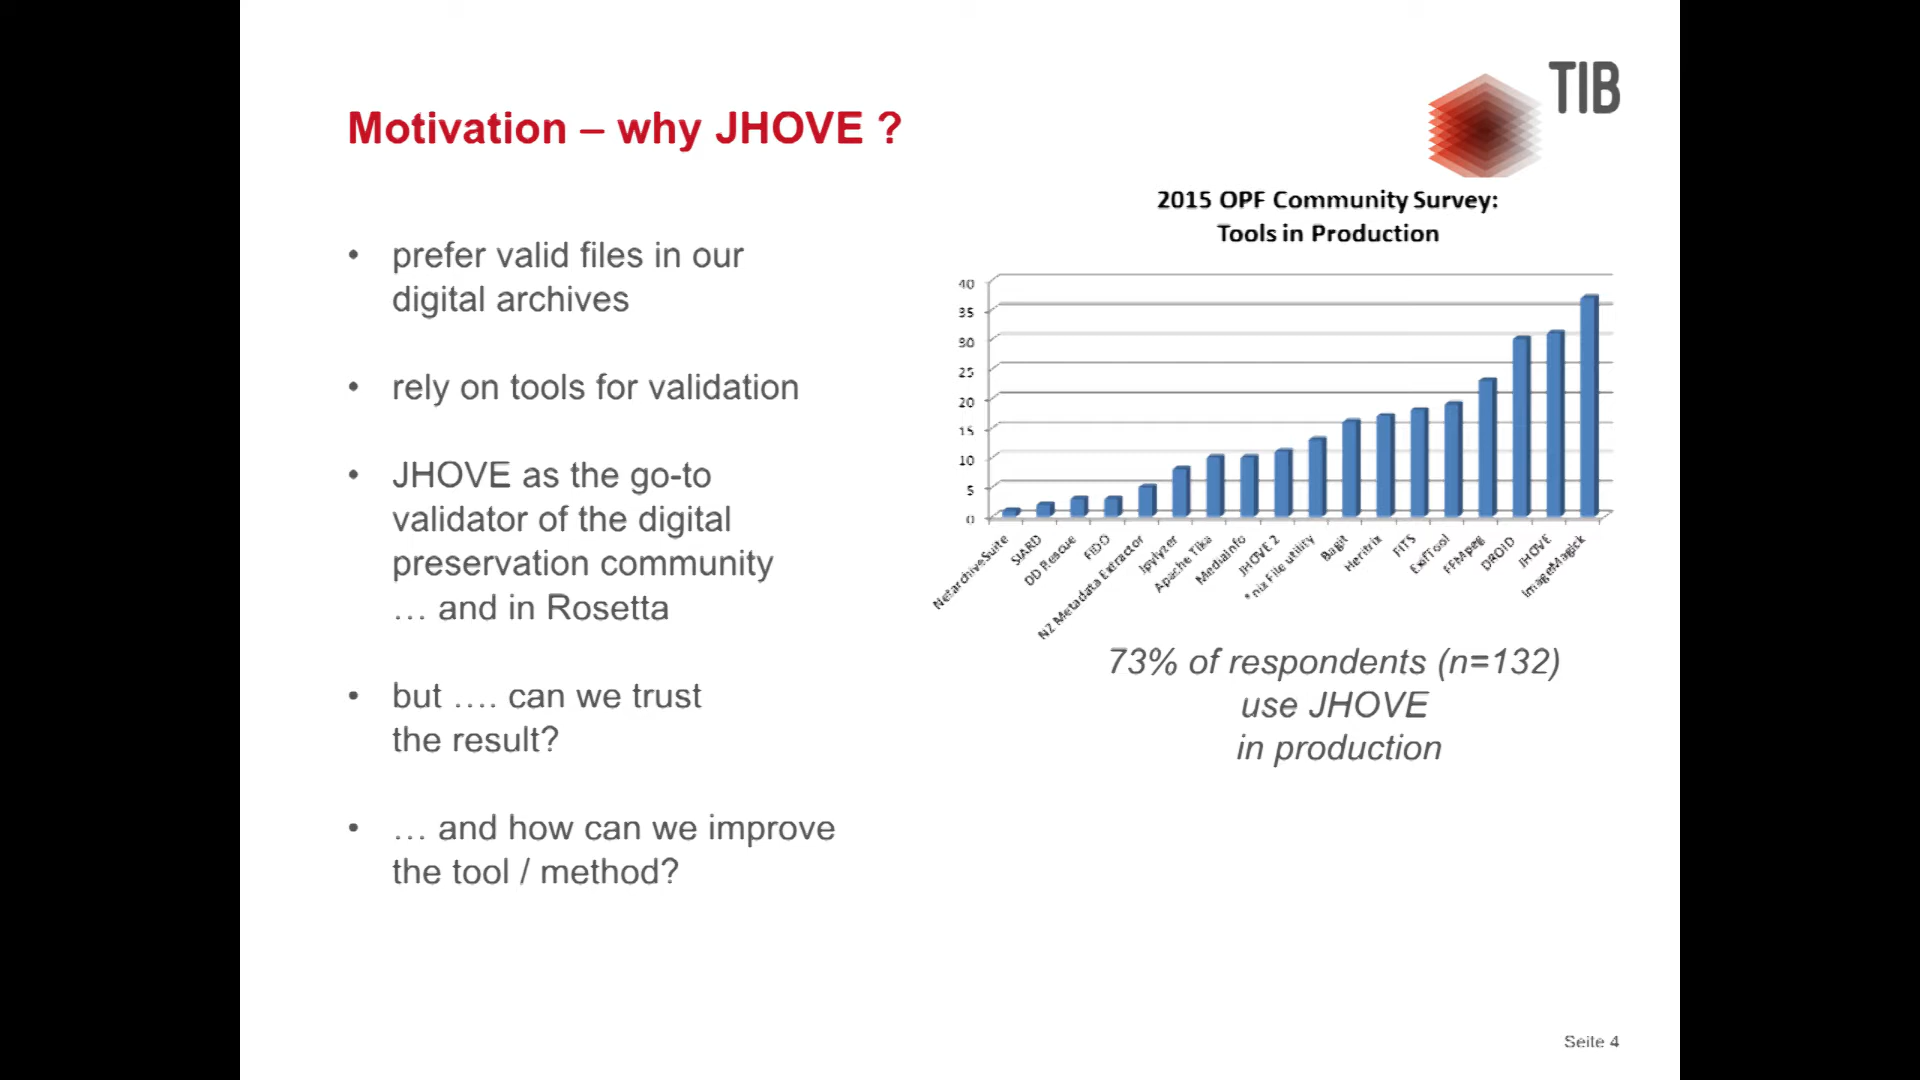 TIB
Motivation – why JHOVE ?
• prefer valid files in our
digital archives
• rely on tools for validation
• JHOVE as the go-to
validator of the digital
preservation community
… and in Rosetta
• but …. can we trust
the result?
• … and how can we improve
the tool / method?
2015 OPF Community Survey:
Tools in Production
40
35
30
25
20
15
10
5
0
NetarchiveSuite
SIARD
DD Rescue
FIDO
NZ Metadata Extractor
Jpylyzer
Apache Tika
MediaInfo
JHOVE 2
*nix File utility
Bagit
Heritrix
FITS
ExifTool
FFMpeg
DROID
JHOVE
ImageMagick
73% of respondents (n=132)
use JHOVE
in production
Seite 4